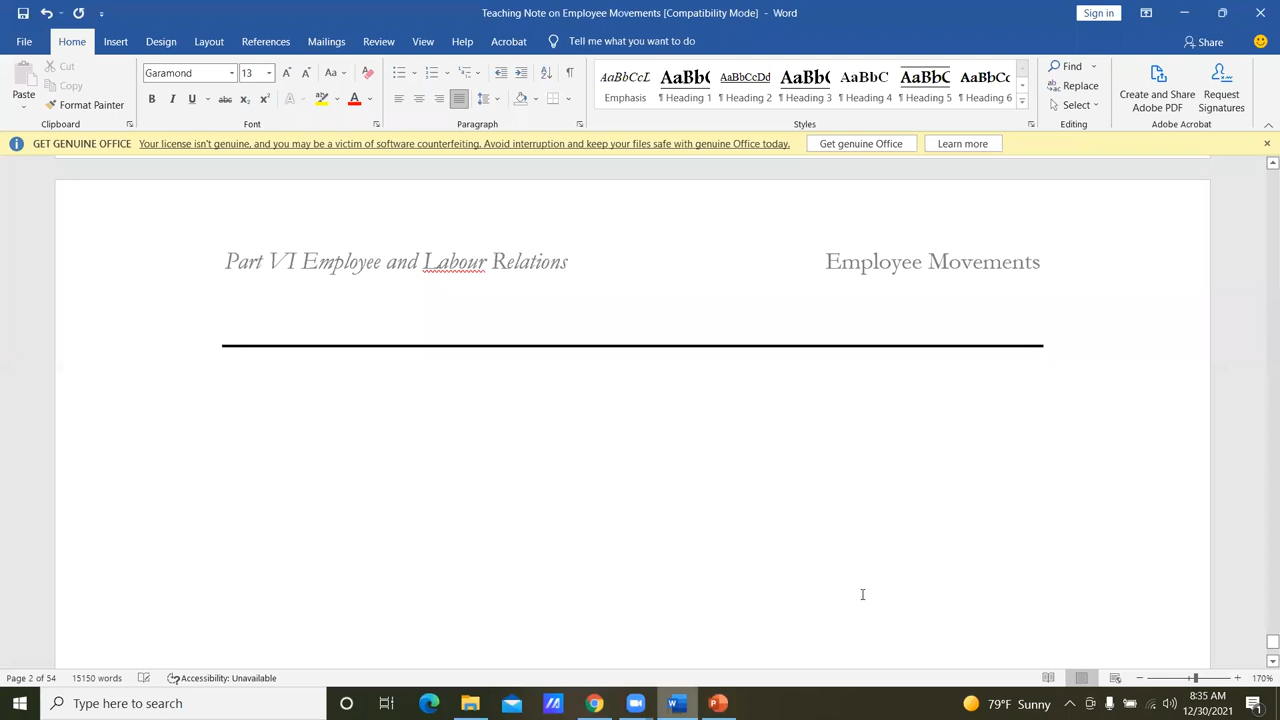 Teaching Note on Employee Movements [Compatibility Mode] - Word
Sign in
File Home Insert Design Layout References Mailings Review View Help Acrobat Tell me what you want to do Share
Paste
Cut
Copy
Format Painter
Clipboard
Garamond 13
Aa
B I U abc x₂ x² A A
Font
Paragraph
AaBbCcL AaBb( AaBbCcDd AaBb( AaBbC AaBbC AaBbCc
Emphasis ¶ Heading 1 ¶ Heading 2 ¶ Heading 3 ¶ Heading 4 ¶ Heading 5 ¶ Heading 6
Styles
Find
Replace
Select
Editing
Create and Share
Adobe PDF
Request
Signatures
Adobe Acrobat
GET GENUINE OFFICE Your license isn't genuine, and you may be a victim of software counterfeiting. Avoid interruption and keep your files safe with genuine Office today. Get genuine Office Learn more
Part VI Employee and Labour Relations Employee Movements
Page 2 of 54 15150 words Accessibility: Unavailable 170%
Type here to search
79°F Sunny
8:35 AM
12/30/2021
1